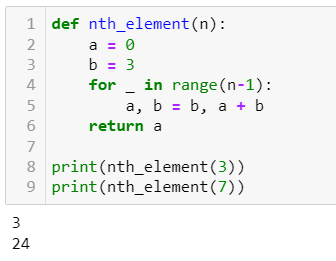 1 def nth_element(n):
2     a = 0
3     b = 3
4     for _ in range(n-1):
5         a, b = b, a + b
6     return a
7
8 print(nth_element(3))
9 print(nth_element(7))
3
24